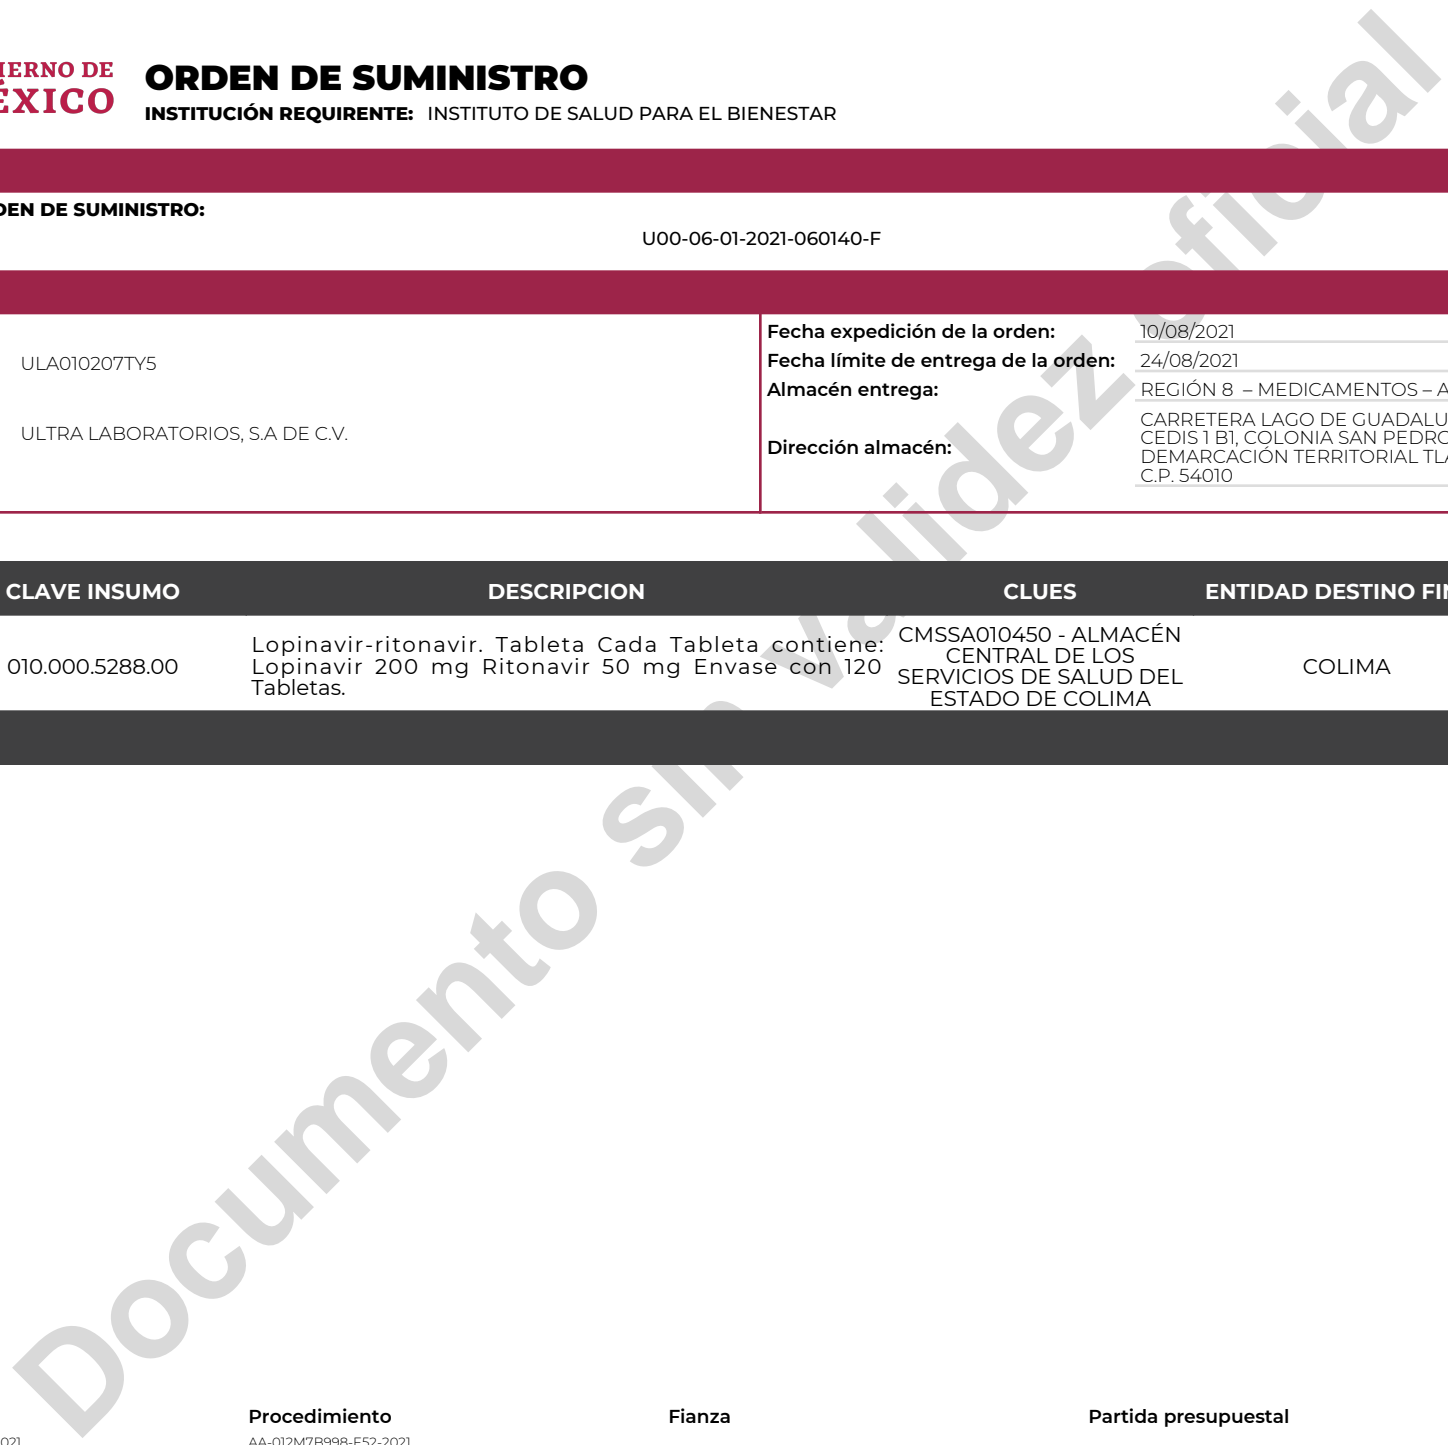 ORDEN DE SUMINISTRO
INSTITUCIÓN REQUIRENTE: INSTITUTO DE SALUD PARA EL BIENESTAR
DE
XICO
DE SUMINISTRO:
U00-06-01-2021-060140-F
ULA010207TY5
ULTRA LABORATORIOS, S.A DE C.V.
Fecha expedición de la orden: 10/08/2021
Fecha límite de entrega de la orden: 24/08/2021
Almacén entrega: REGIÓN 8 – MEDICAMENTOS – A
Dirección almacén:
CARRETERA LAGO DE GUADALU
CEDIS 1 B1, COLONIA SAN PEDRO
DEMARCACIÓN TERRITORIAL TLA
C.P. 54010
CLAVE INSUMO DESCRIPCION CLUES ENTIDAD DESTINO FIN
010.000.5288.00
Lopinavir-ritonavir. Tableta Cada Tableta contiene:
Lopinavir 200 mg Ritonavir 50 mg Envase con 120
Tabletas.
CMSSA010450 - ALMACÉN
CENTRAL DE LOS
SERVICIOS DE SALUD DEL
ESTADO DE COLIMA
COLIMA
Documento sin validez oficial
Procedimiento Fianza Partida presupuestal
AA-012M7B998-E52-2021